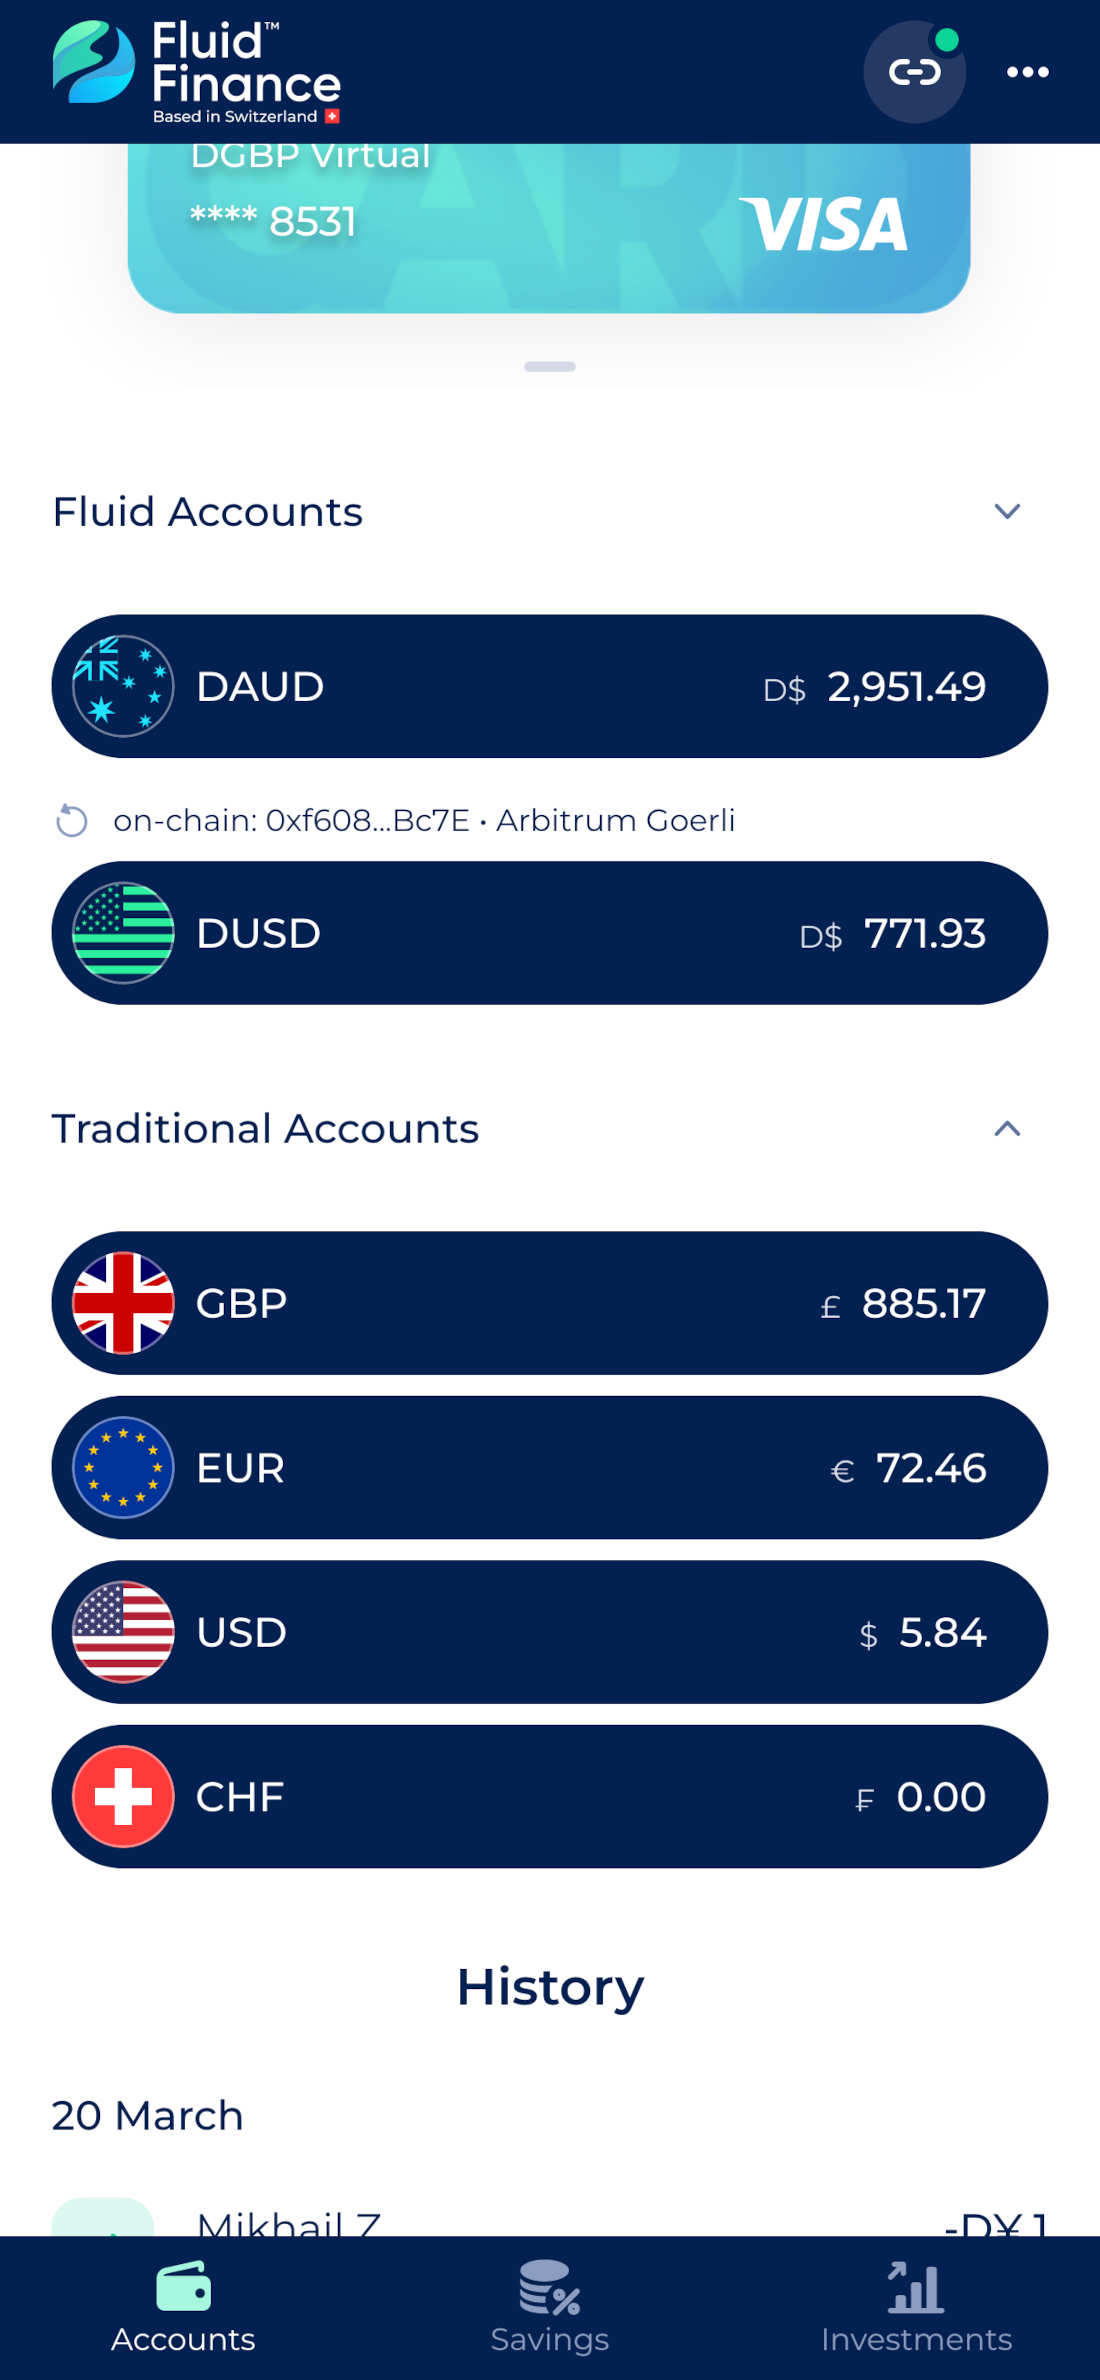 Fluid™
Finance
Based in Switzerland
DGBP Virtual
**** 8531
VISA
Fluid Accounts
DAUD D$ 2,951.49
on-chain: 0xf608...Bc7E • Arbitrum Goerli
DUSD D$ 771.93
Traditional Accounts
GBP £ 885.17
EUR € 72.46
USD $ 5.84
CHF ₣ 0.00
History
20 March
Mikhail Z -D¥ 1
Accounts Savings Investments